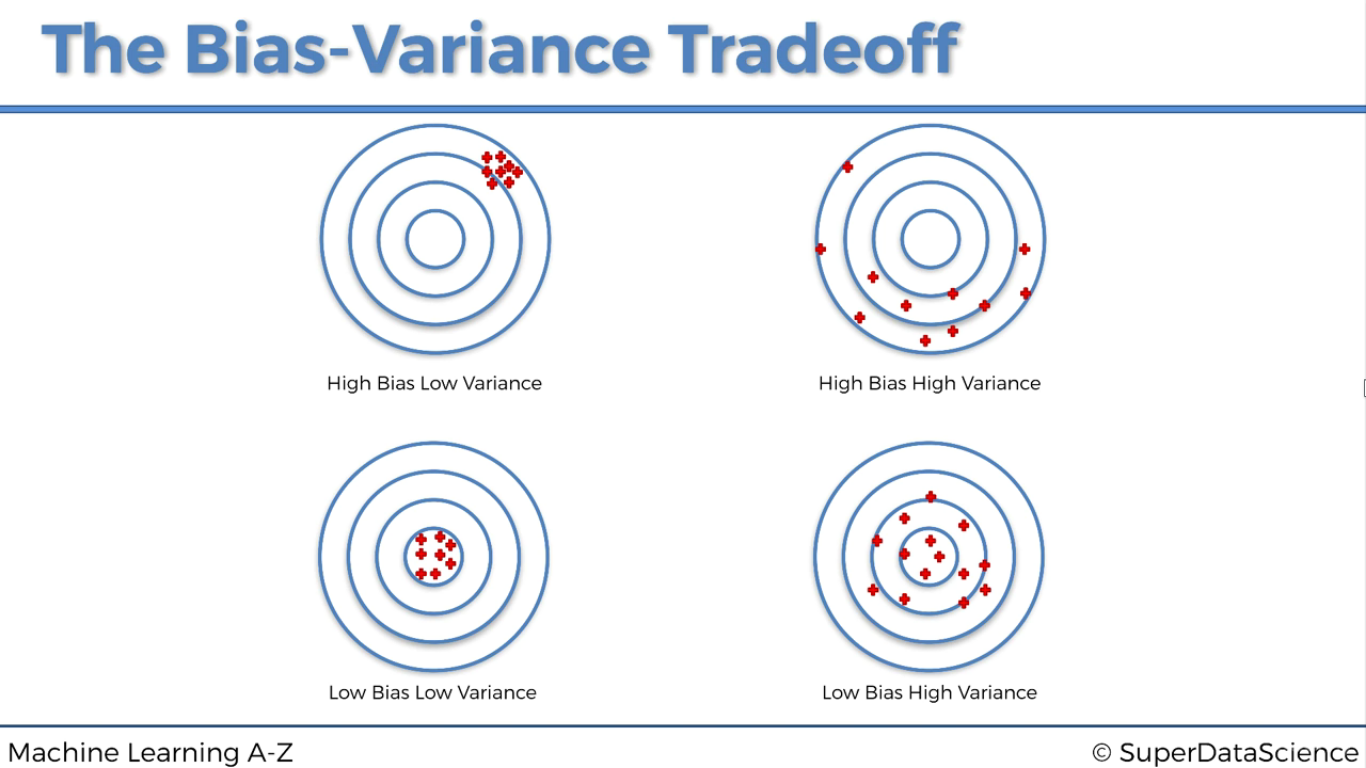 The Bias-Variance Tradeoff
High Bias Low Variance
High Bias High Variance
Low Bias Low Variance
Low Bias High Variance
Machine Learning A-Z
© SuperDataScience